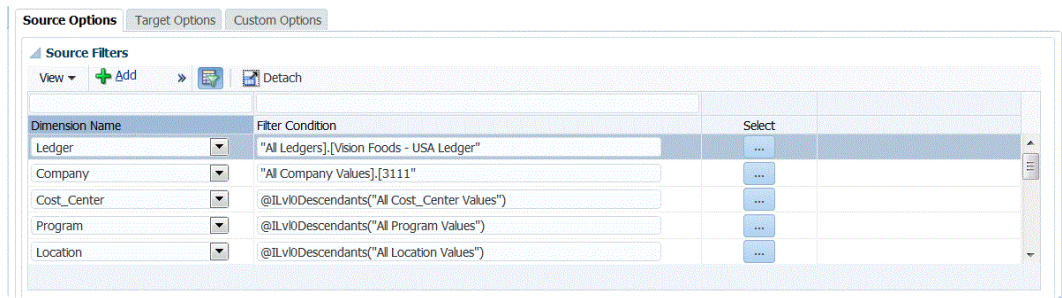 Source Options Target Options Custom Options
Source Filters
View Add » Detach
Dimension Name Filter Condition Select
Ledger "All Ledgers].[Vision Foods - USA Ledger" ...
Company "All Company Values].[3111" ...
Cost_Center @ILvl0Descendants("All Cost_Center Values") ...
Program @ILvl0Descendants("All Program Values") ...
Location @ILvl0Descendants("All Location Values") ...